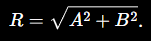 R = √(A² + B²).